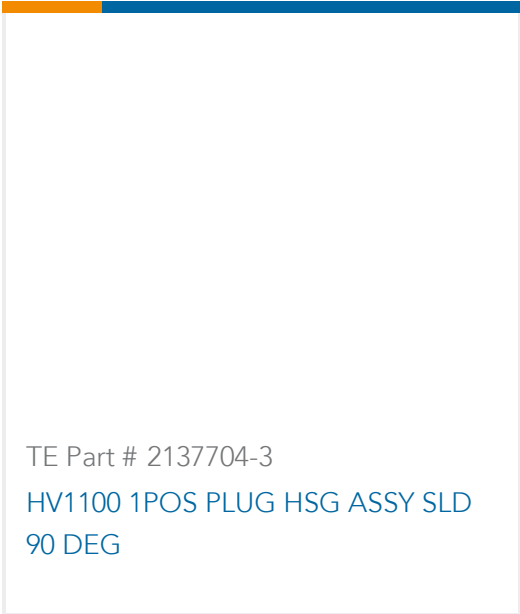 TE Part # 2137704-3
HV1100 1POS PLUG HSG ASSY SLD
90 DEG